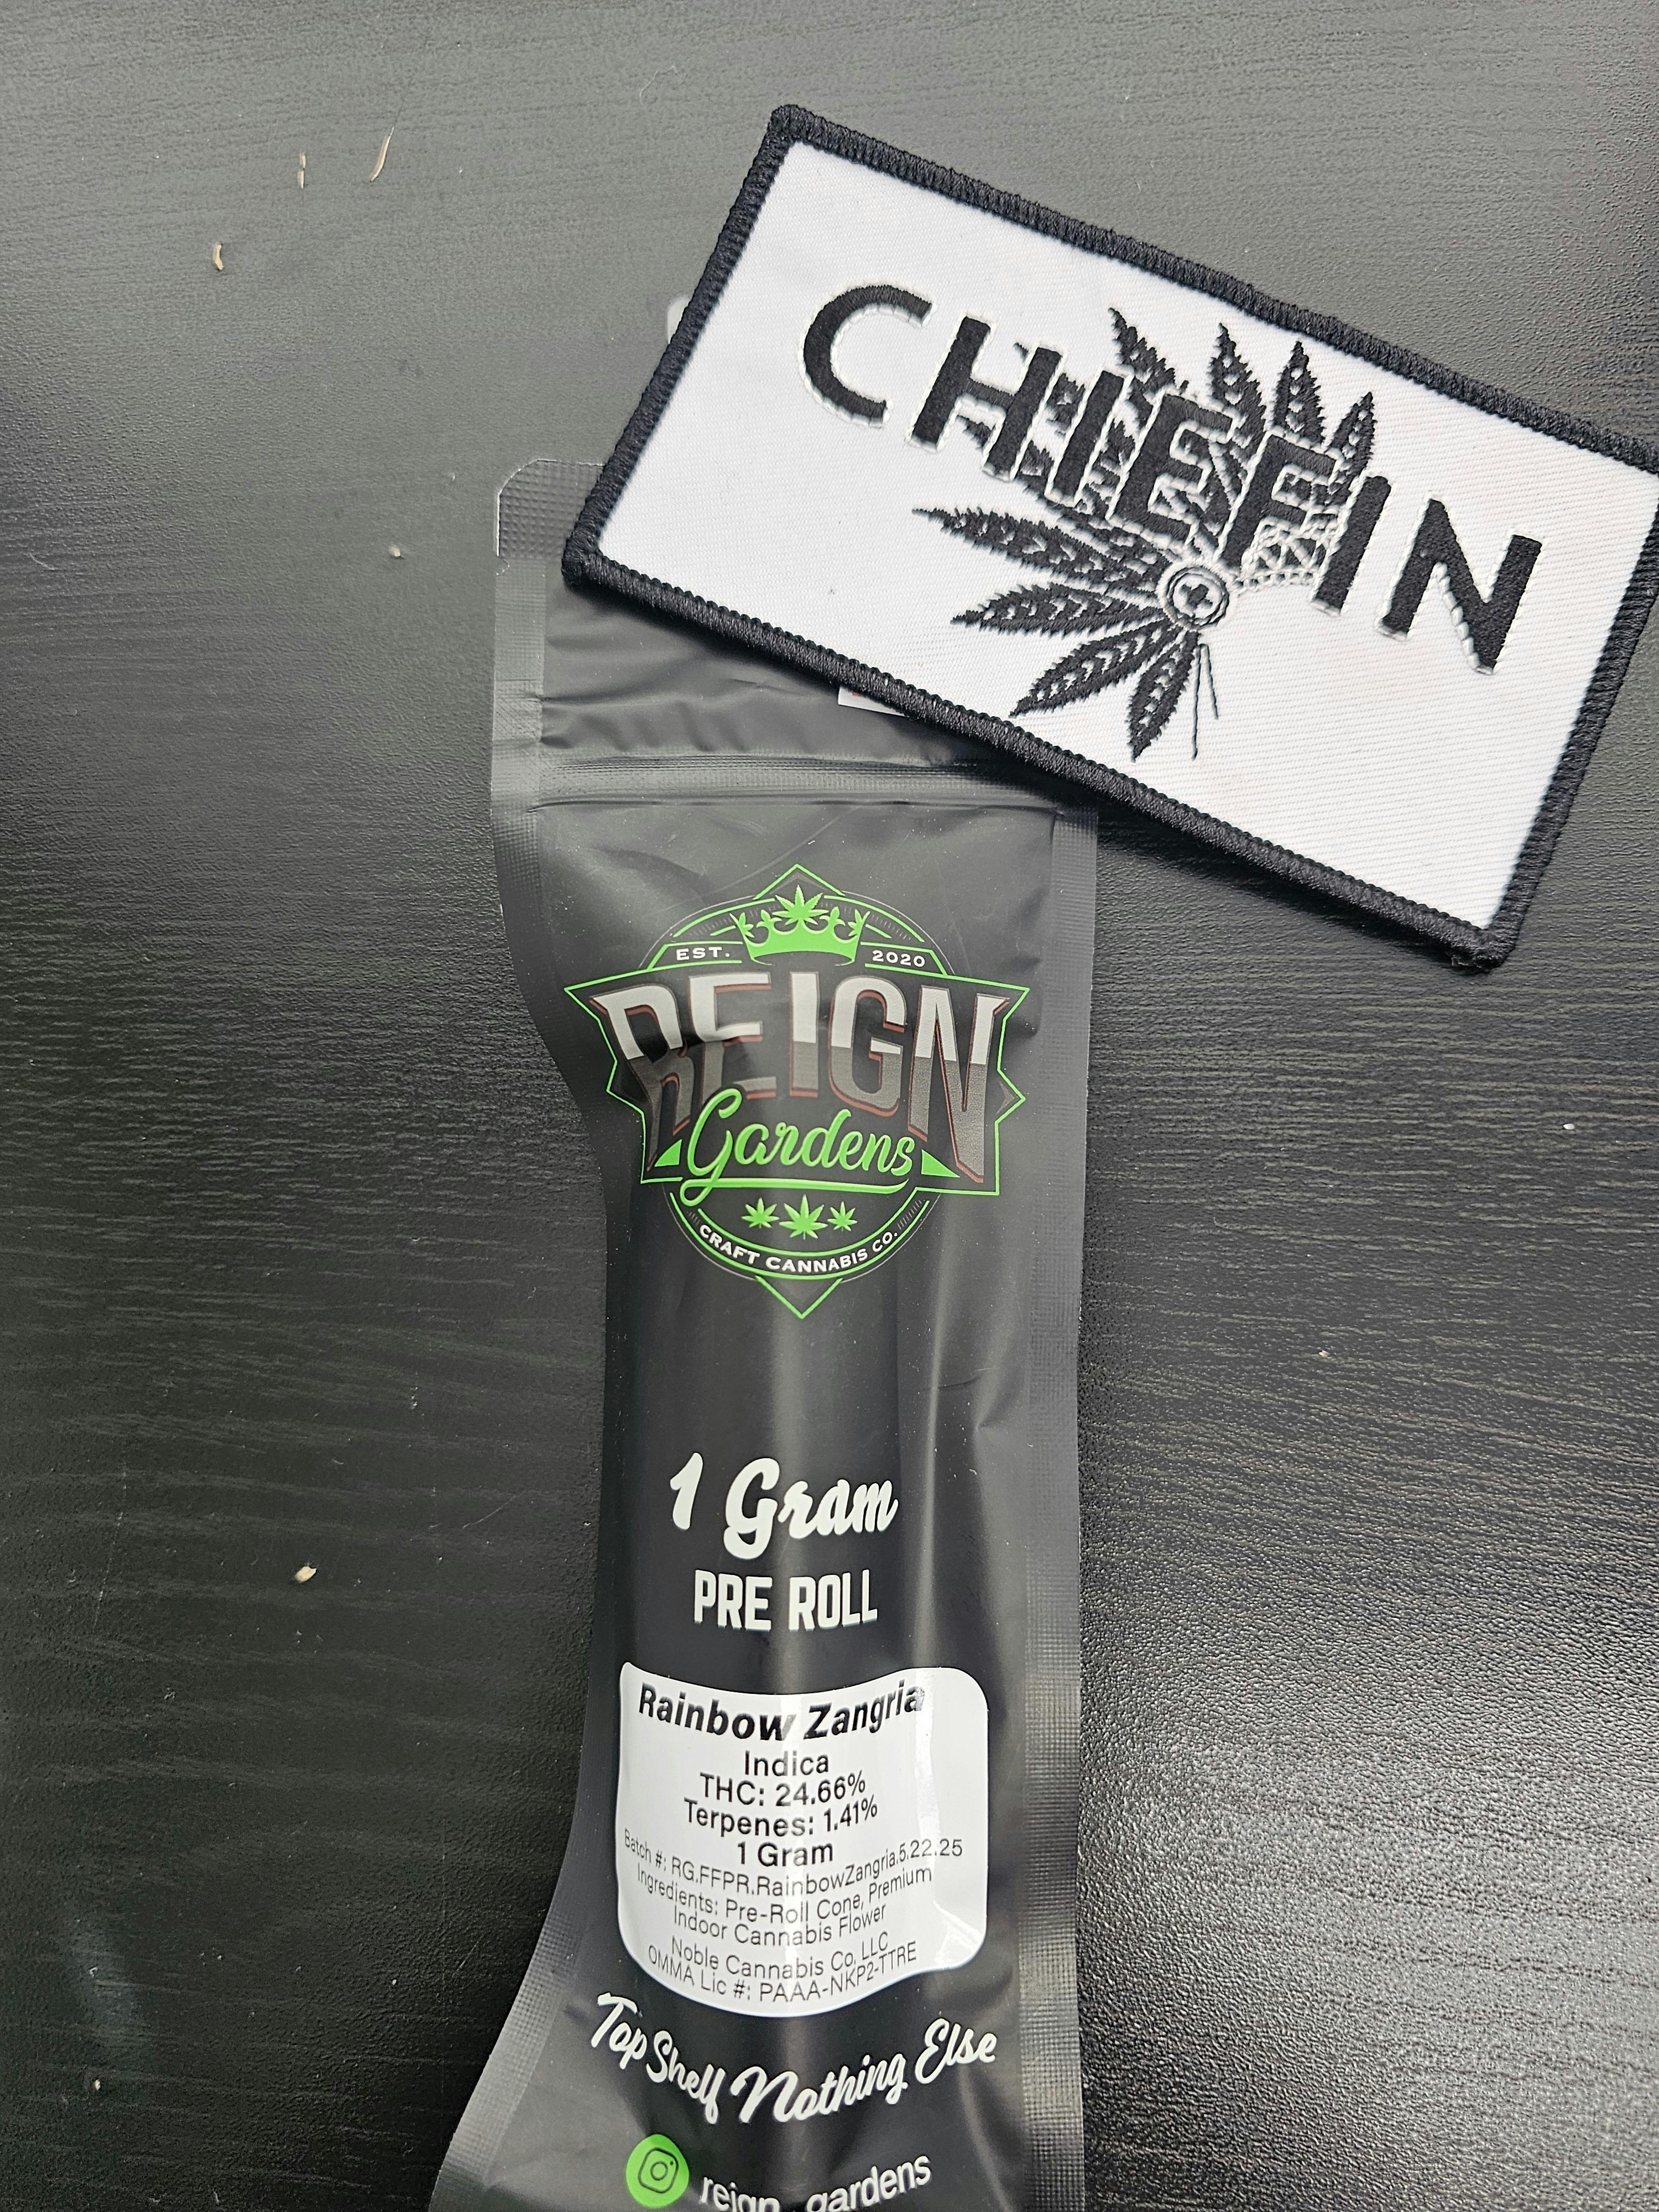 CHIEFIN
EST. 2020
REIGN
Gardens
CRAFT CANNABIS CO.
1 Gram
PRE ROLL
Rainbow Zangria
Indica
THC: 24.66%
Terpenes: 1.41%
1 Gram
Batch #: RG.FFPR.RainbowZangria.5.22.25
Ingredients: Pre-Roll Cone, Premium
Indoor Cannabis Flower
Noble Cannabis Co, LLC
OMMA Lic #: PAAA-NKP2-TTRE
Top Shelf Nothing Else
reign_gardens